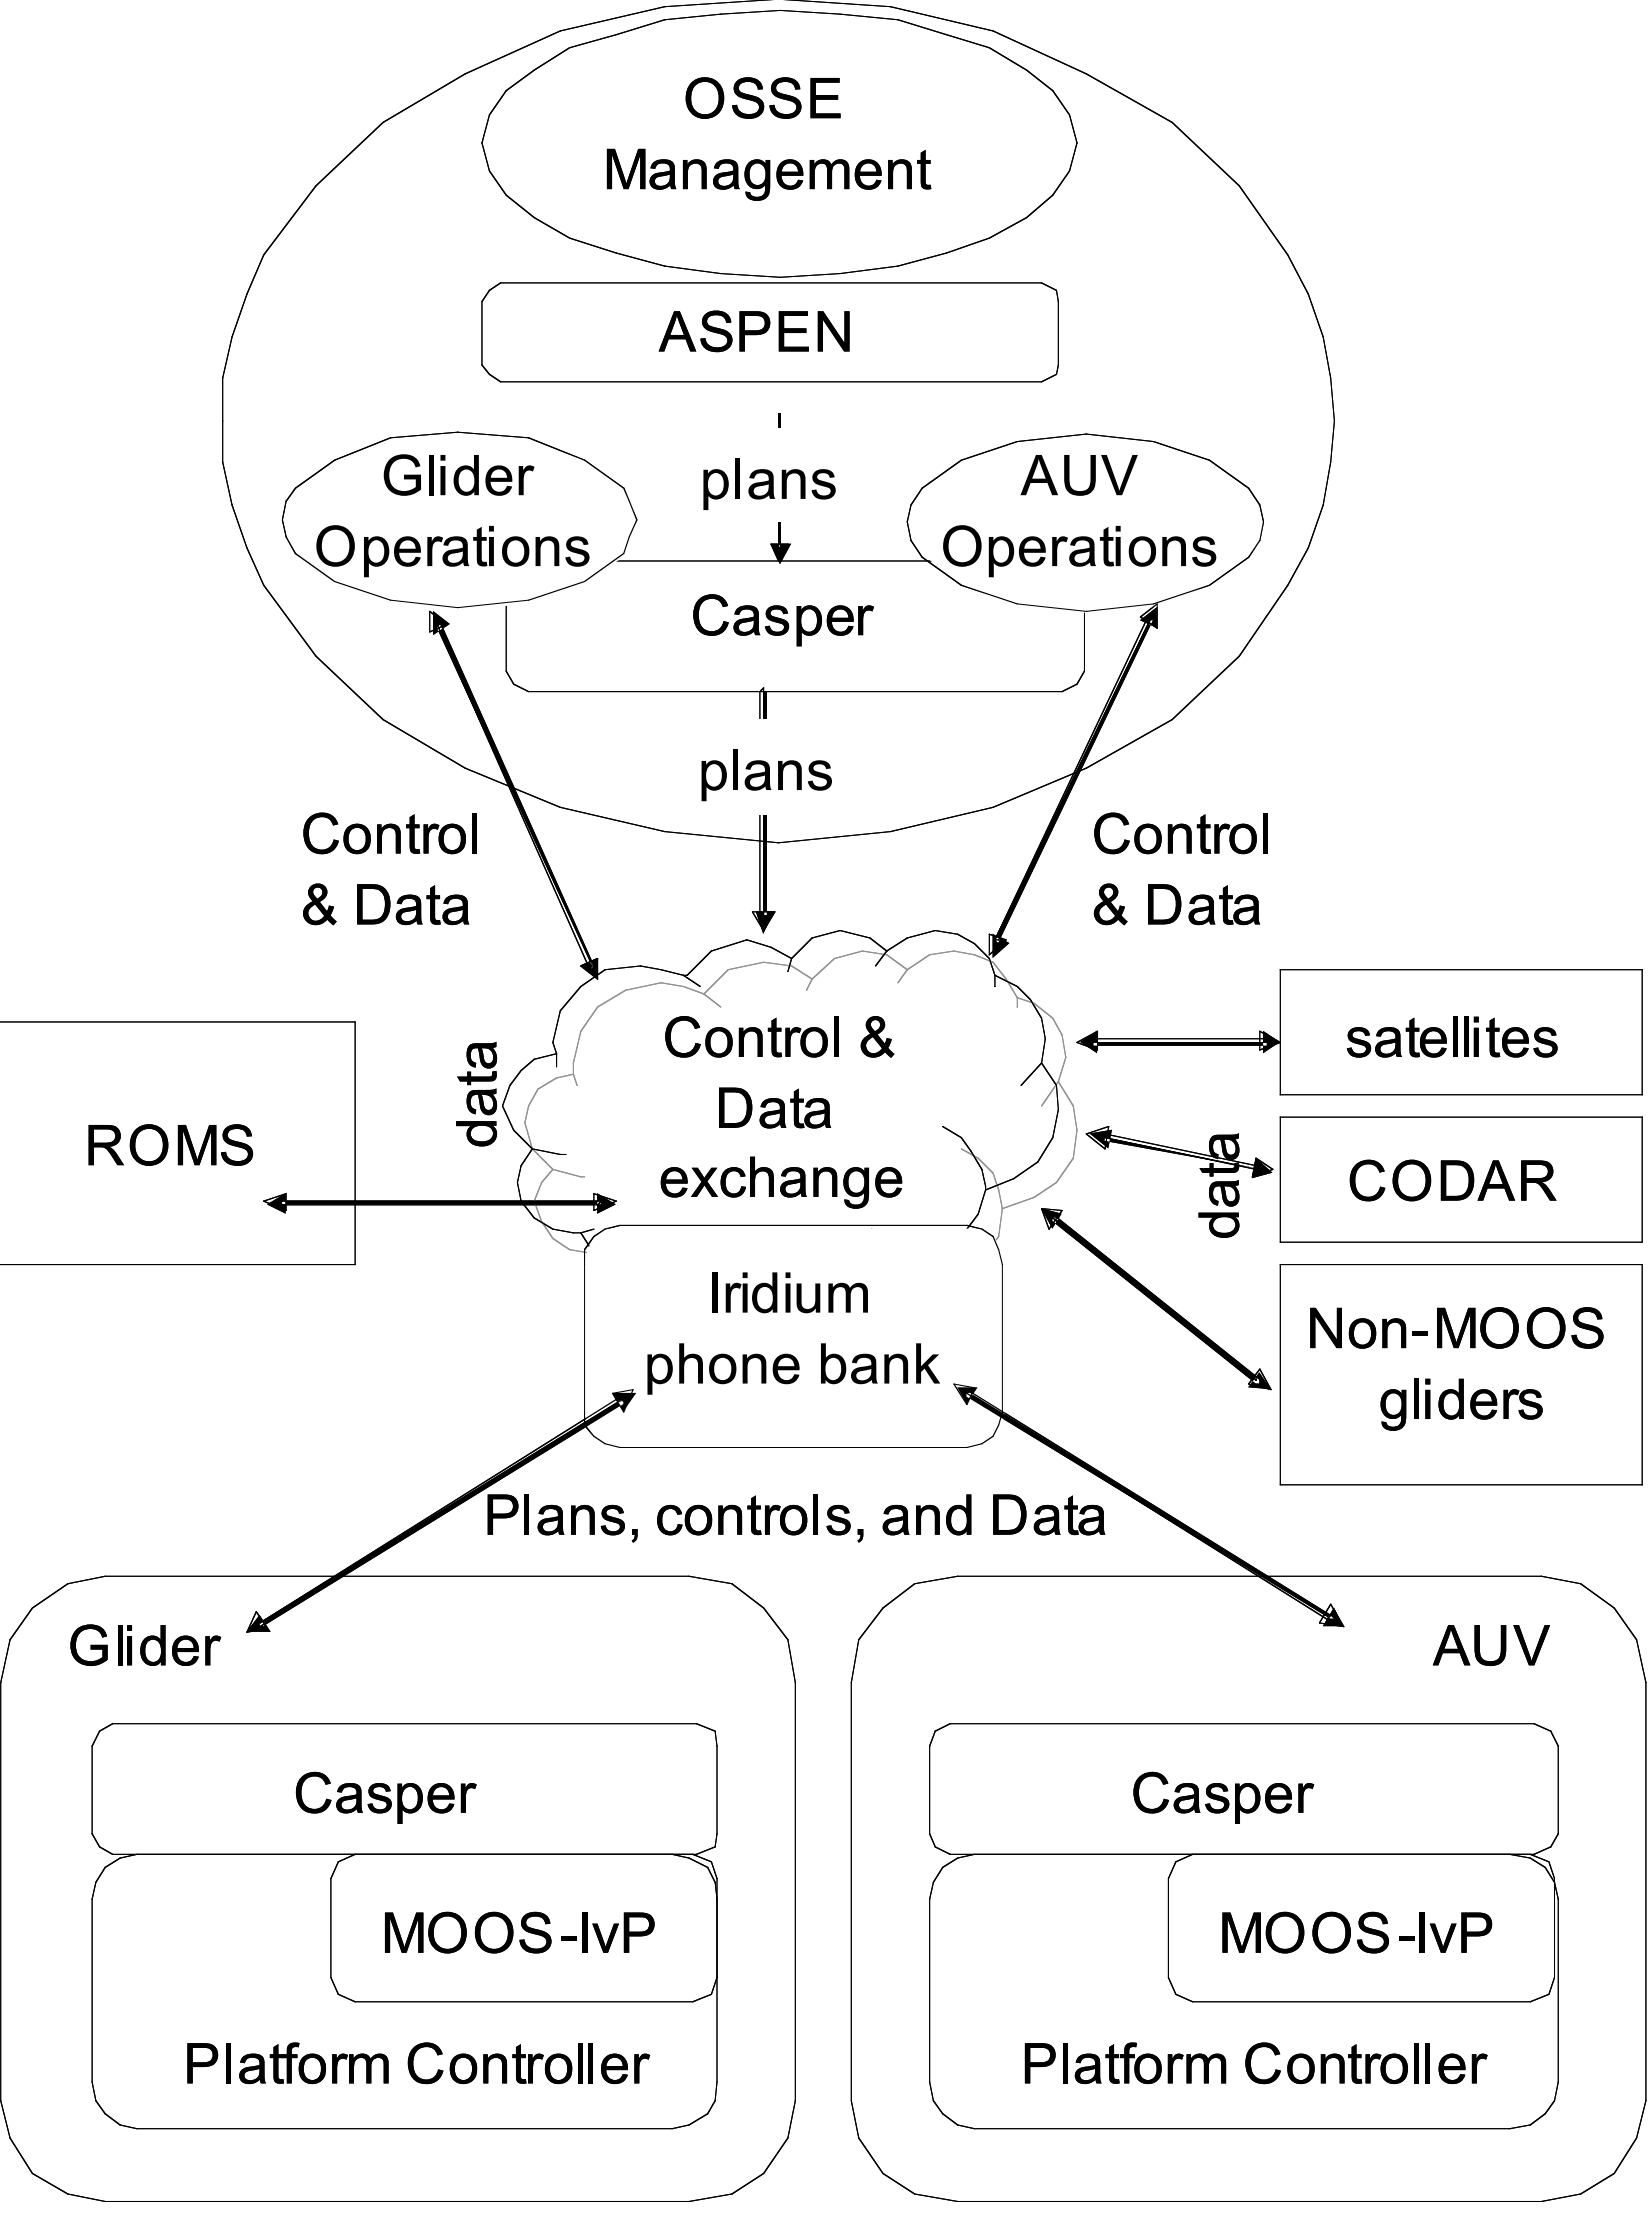 OSSE
Management
ASPEN
plans
Glider
Operations
AUV
Operations
Casper
plans
Control
& Data
Control
& Data
ROMS
data
Control &
Data
exchange
satellites
data
CODAR
Non-MOOS
gliders
Iridium
phone bank
Plans, controls, and Data
Glider
Casper
MOOS-IvP
Platform Controller
AUV
Casper
MOOS-IvP
Platform Controller